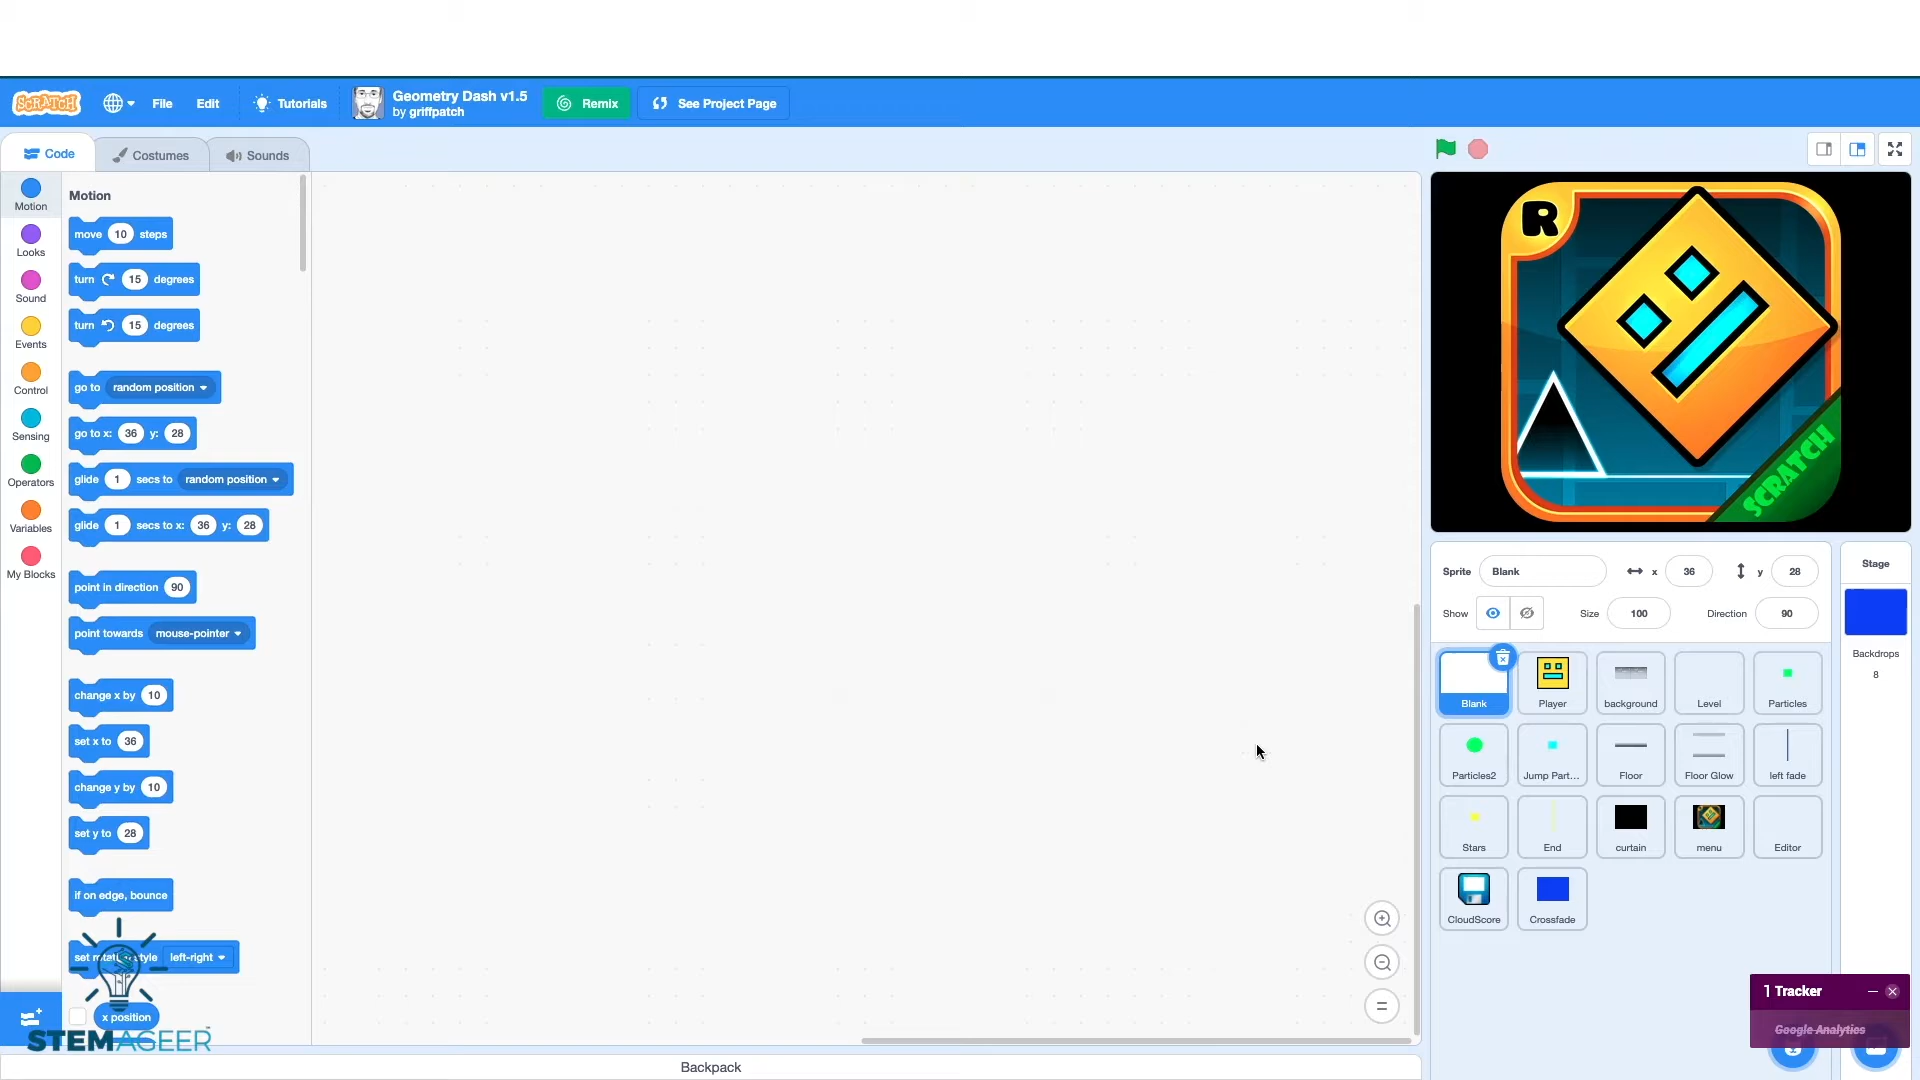 SCRATCH
File
Edit
Tutorials
Geometry Dash v1.5
by griffpatch
Remix
See Project Page
Code
Costumes
Sounds
Motion
Looks
Sound
Events
Control
Sensing
Operators
Variables
My Blocks
Motion
move 10 steps
turn 15 degrees
turn 15 degrees
go to random position
go to x: 36 y: 28
glide 1 secs to random position
glide 1 secs to x: 36 y: 28
point in direction 90
point towards mouse-pointer
change x by 10
set x to 36
change y by 10
set y to 28
if on edge, bounce
set rotation style left-right
x position
STEMAGEER
Backpack
R
SCRATCH
Sprite Blank x 36 y 28
Show Size 100 Direction 90
Blank Player background Level Particles
Particles2 Jump Part... Floor Floor Glow left fade
Stars End curtain menu Editor
CloudScore Crossfade
Stage
Backdrops
8
1 Tracker
Google Analytics